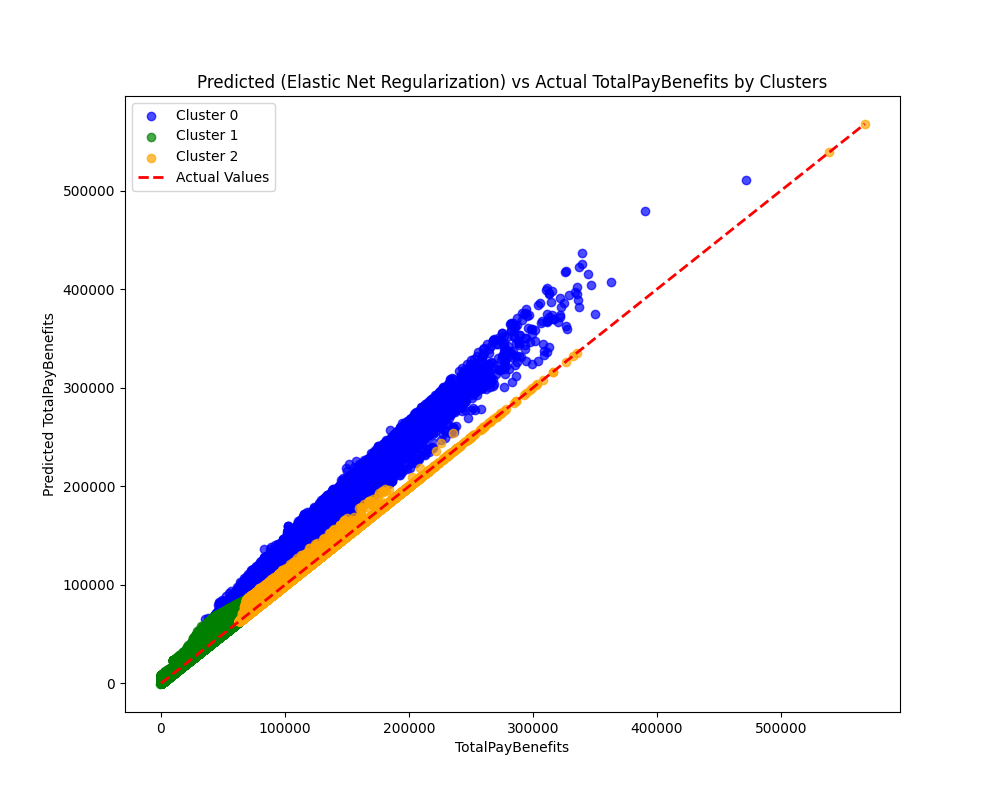 Predicted (Elastic Net Regularization) vs Actual TotalPayBenefits by Clusters
Cluster 0
Cluster 1
Cluster 2
Actual Values
500000
400000
300000
200000
100000
0
Predicted TotalPayBenefits
0 100000 200000 300000 400000 500000
TotalPayBenefits